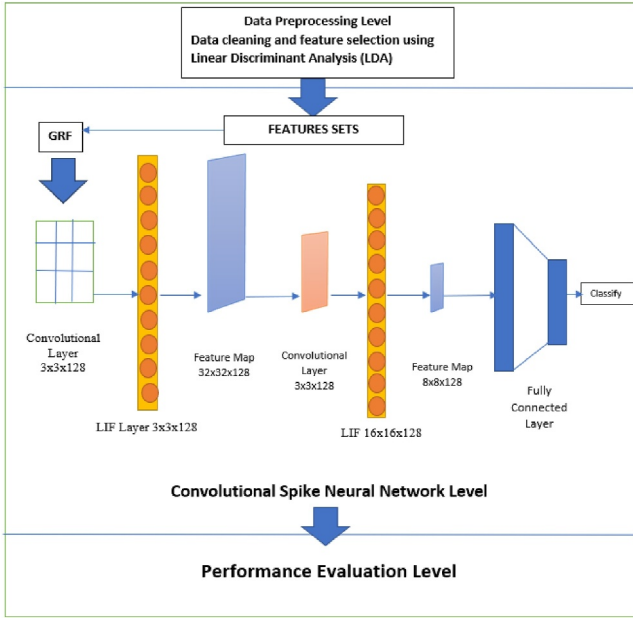 Data Preprocessing Level
Data cleaning and feature selection using
Linear Discriminant Analysis (LDA)
FEATURES SETS
GRF
Convolutional
Layer
3x3x128
LIF Layer 3x3x128
Feature Map
32x32x128
Convolutional
Layer
3x3x128
LIF 16x16x128
Feature Map
8x8x128
Fully
Connected
Layer
Classify
Convolutional Spike Neural Network Level
Performance Evaluation Level